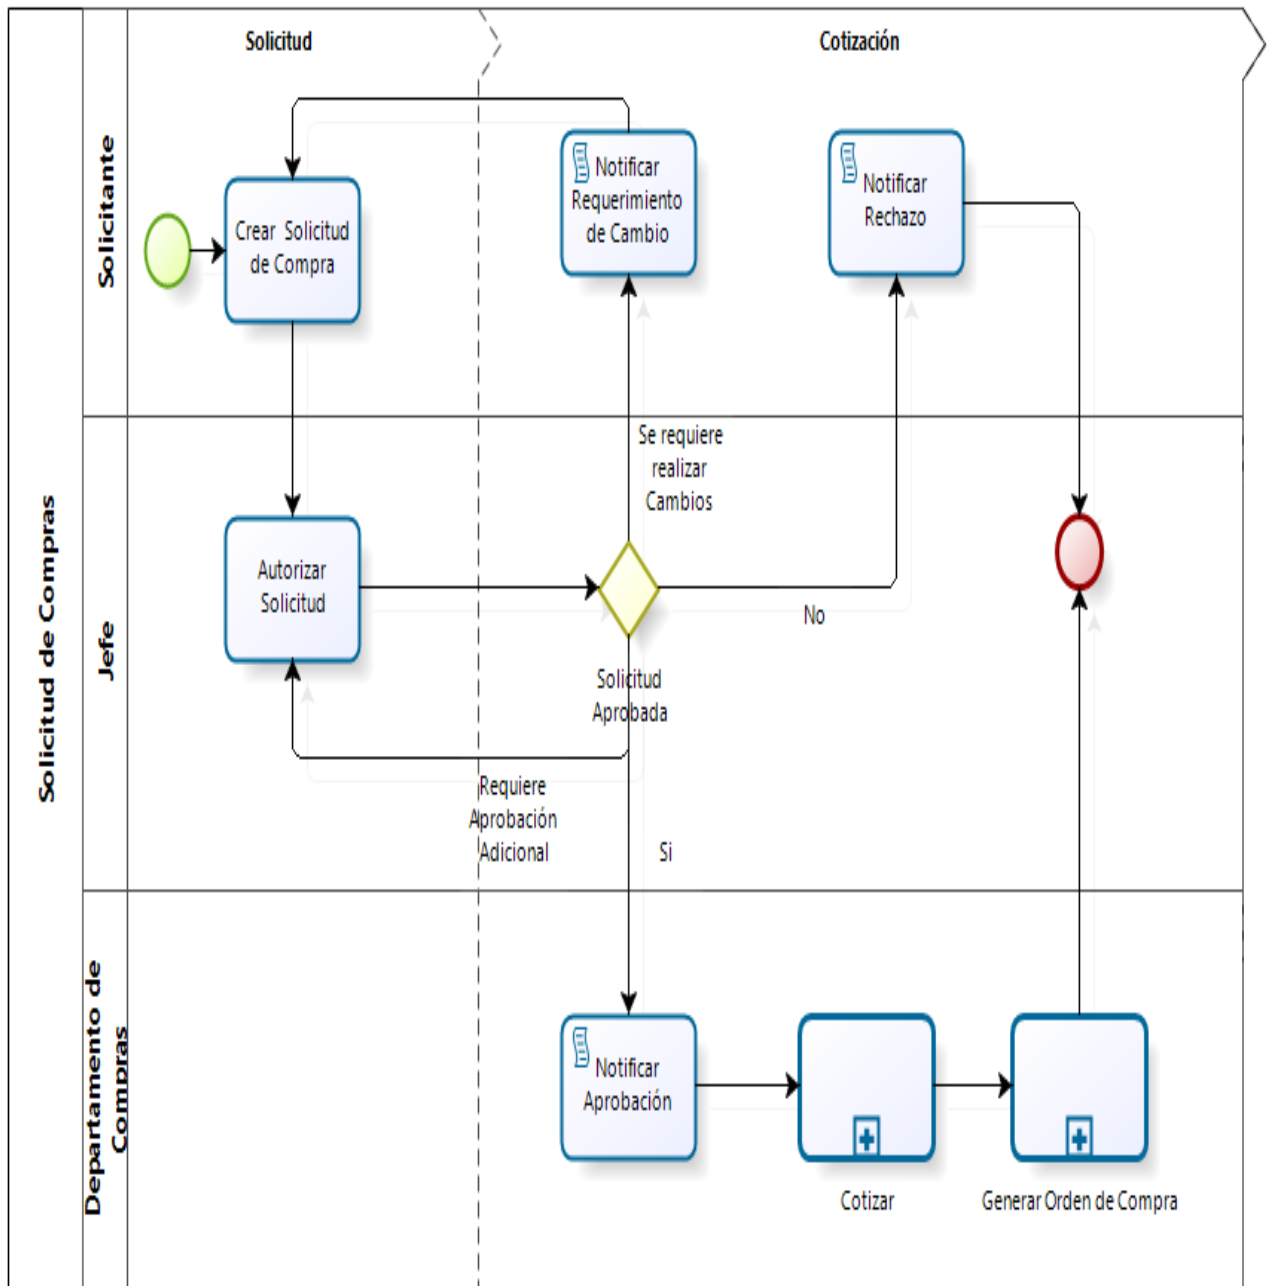 Solicitud
Cotización
Solicitud de Compras
Solicitante
Crear Solicitud
de Compra
Notificar
Requerimiento
de Cambio
Notificar
Rechazo
Jefe
Autorizar
Solicitud
Se requiere
realizar
Cambios
No
Solicitud
Aprobada
Requiere
Aprobación
Adicional
Si
Departamento de
Compras
Notificar
Aprobación
Cotizar
Generar Orden de Compra